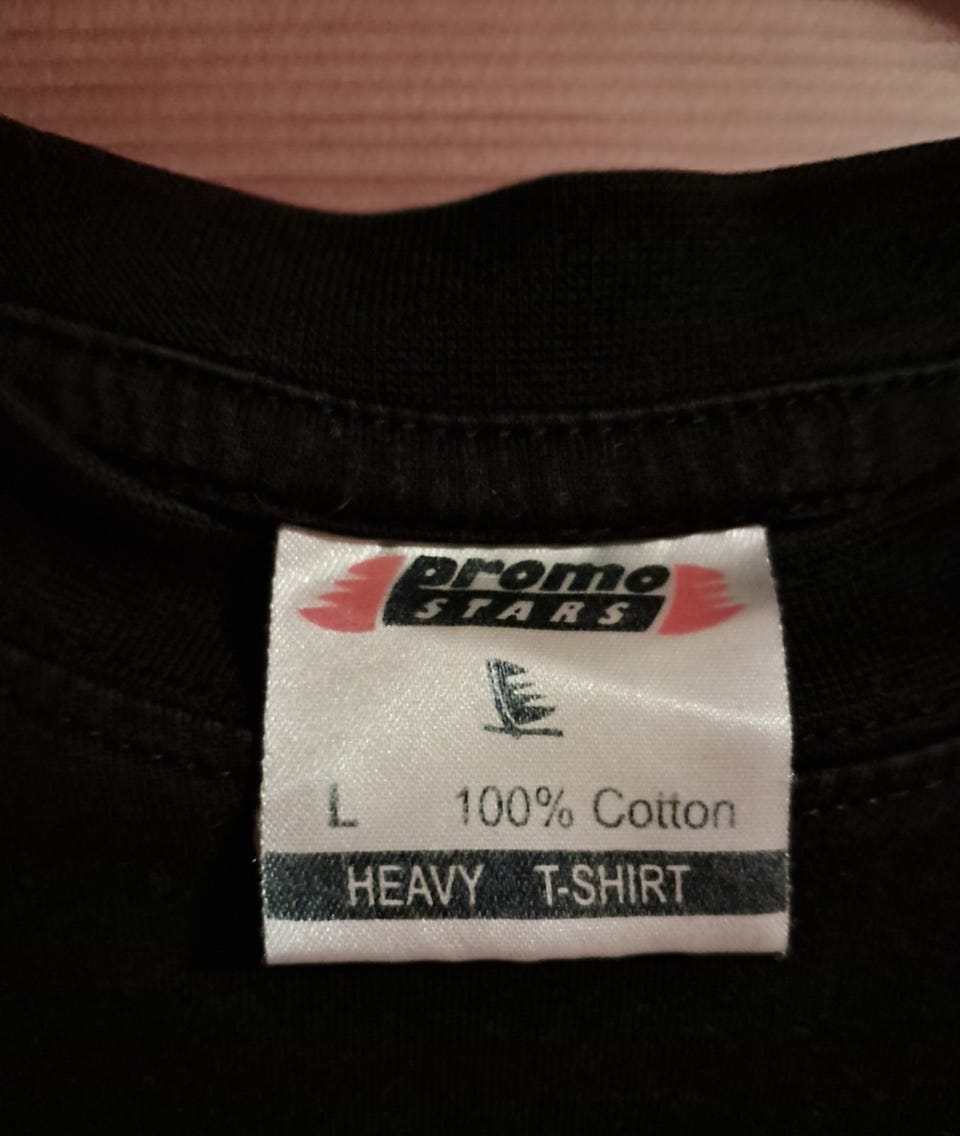 promo
STARS
L 100% Cotton
HEAVY T-SHIRT